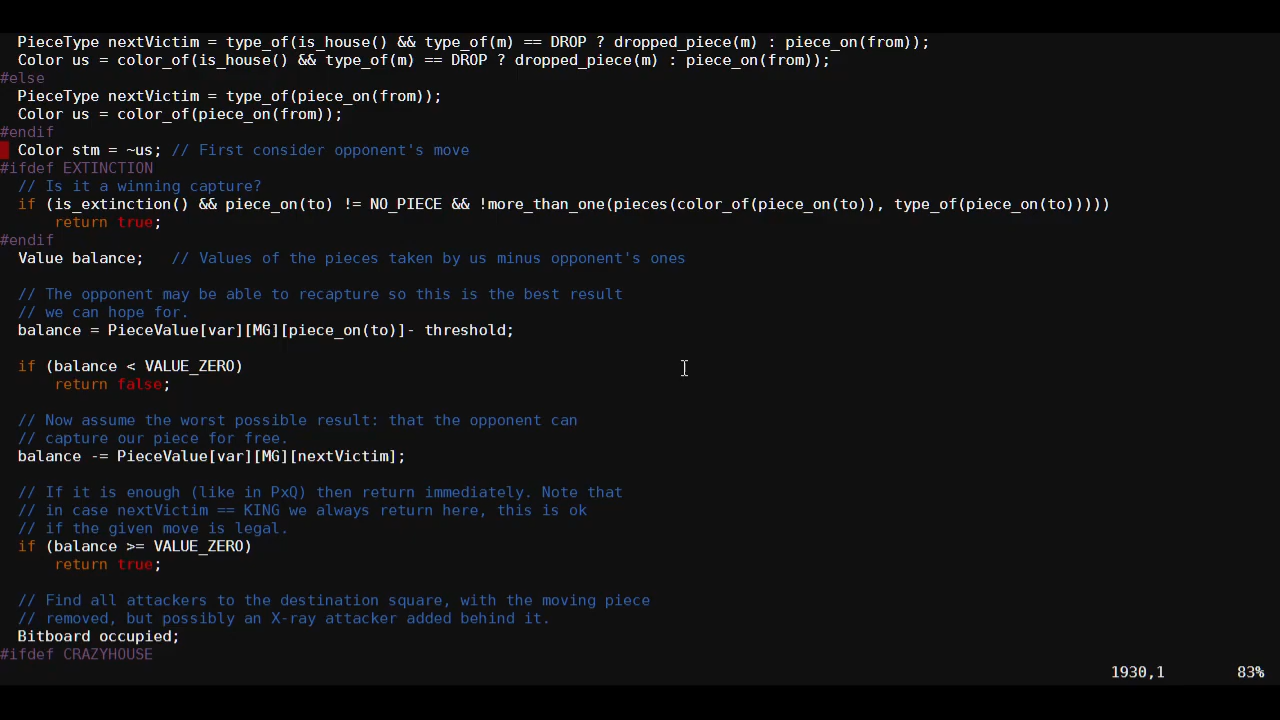 PieceType nextVictim = type_of(is_house() && type_of(m) == DROP ? dropped_piece(m) : piece_on(from));
Color us = color_of(is_house() && type_of(m) == DROP ? dropped_piece(m) : piece_on(from));
#else
PieceType nextVictim = type_of(piece_on(from));
Color us = color_of(piece_on(from));
#endif
Color stm = ~us; // First consider opponent's move
#ifdef EXTINCTION
// Is it a winning capture?
if (is_extinction() && piece_on(to) != NO_PIECE && !more_than_one(pieces(color_of(piece_on(to)), type_of(piece_on(to)))))
return true;
#endif
Value balance;   // Values of the pieces taken by us minus opponent's ones
// The opponent may be able to recapture so this is the best result
// we can hope for.
balance = PieceValue[var][MG][piece_on(to)]- threshold;
if (balance < VALUE_ZERO)
return false;
// Now assume the worst possible result: that the opponent can
// capture our piece for free.
balance -= PieceValue[var][MG][nextVictim];
// If it is enough (like in PxQ) then return immediately. Note that
// in case nextVictim == KING we always return here, this is ok
// if the given move is legal.
if (balance >= VALUE_ZERO)
return true;
// Find all attackers to the destination square, with the moving piece
// removed, but possibly an X-ray attacker added behind it.
Bitboard occupied;
#ifdef CRAZYHOUSE
1930,1 83%